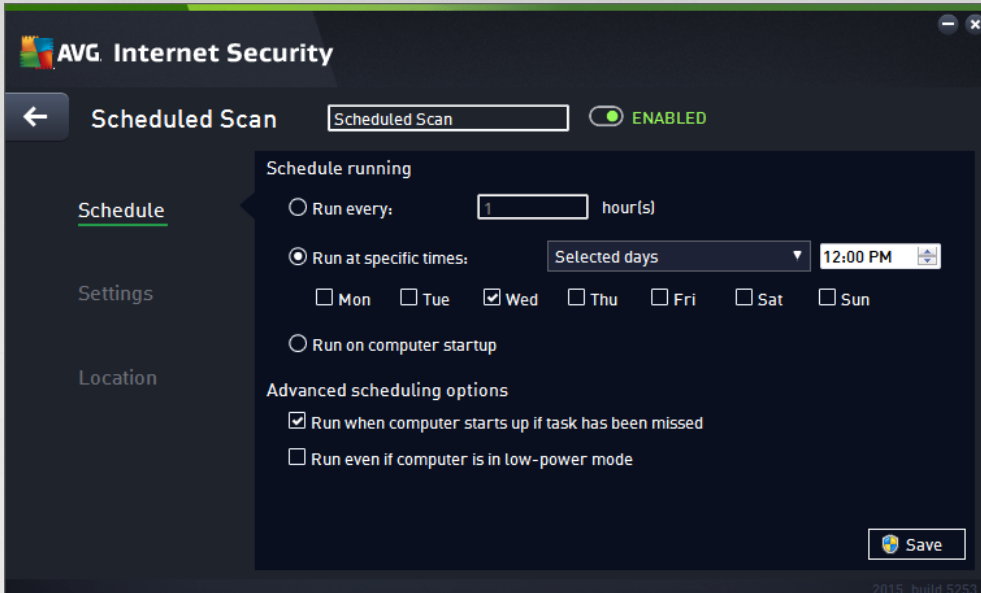 AVG Internet Security
Scheduled Scan
Scheduled Scan
ENABLED
Schedule
Settings
Location
Schedule running
Run every:
1
hour(s)
Run at specific times:
Selected days
12:00 PM
Mon
Tue
Wed
Thu
Fri
Sat
Sun
Run on computer startup
Advanced scheduling options
Run when computer starts up if task has been missed
Run even if computer is in low-power mode
Save
2015, build 5253